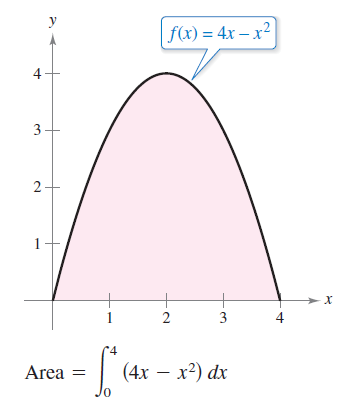 y
f(x) = 4x – x²
4
3
2
1
x
1 2 3 4
Area = ∫₀⁴ (4x – x²) dx